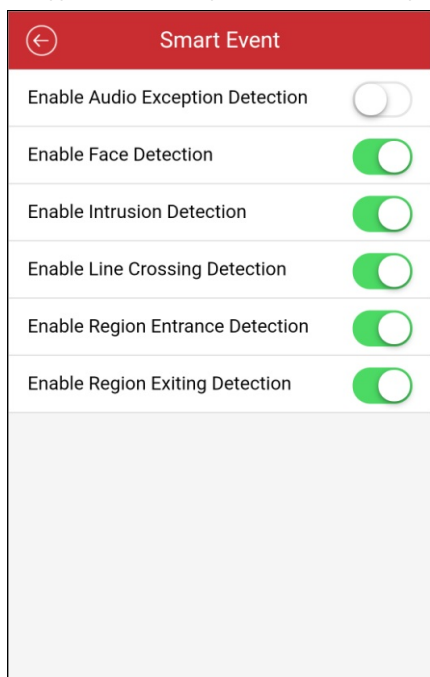 Smart Event
Enable Audio Exception Detection
Enable Face Detection
Enable Intrusion Detection
Enable Line Crossing Detection
Enable Region Entrance Detection
Enable Region Exiting Detection